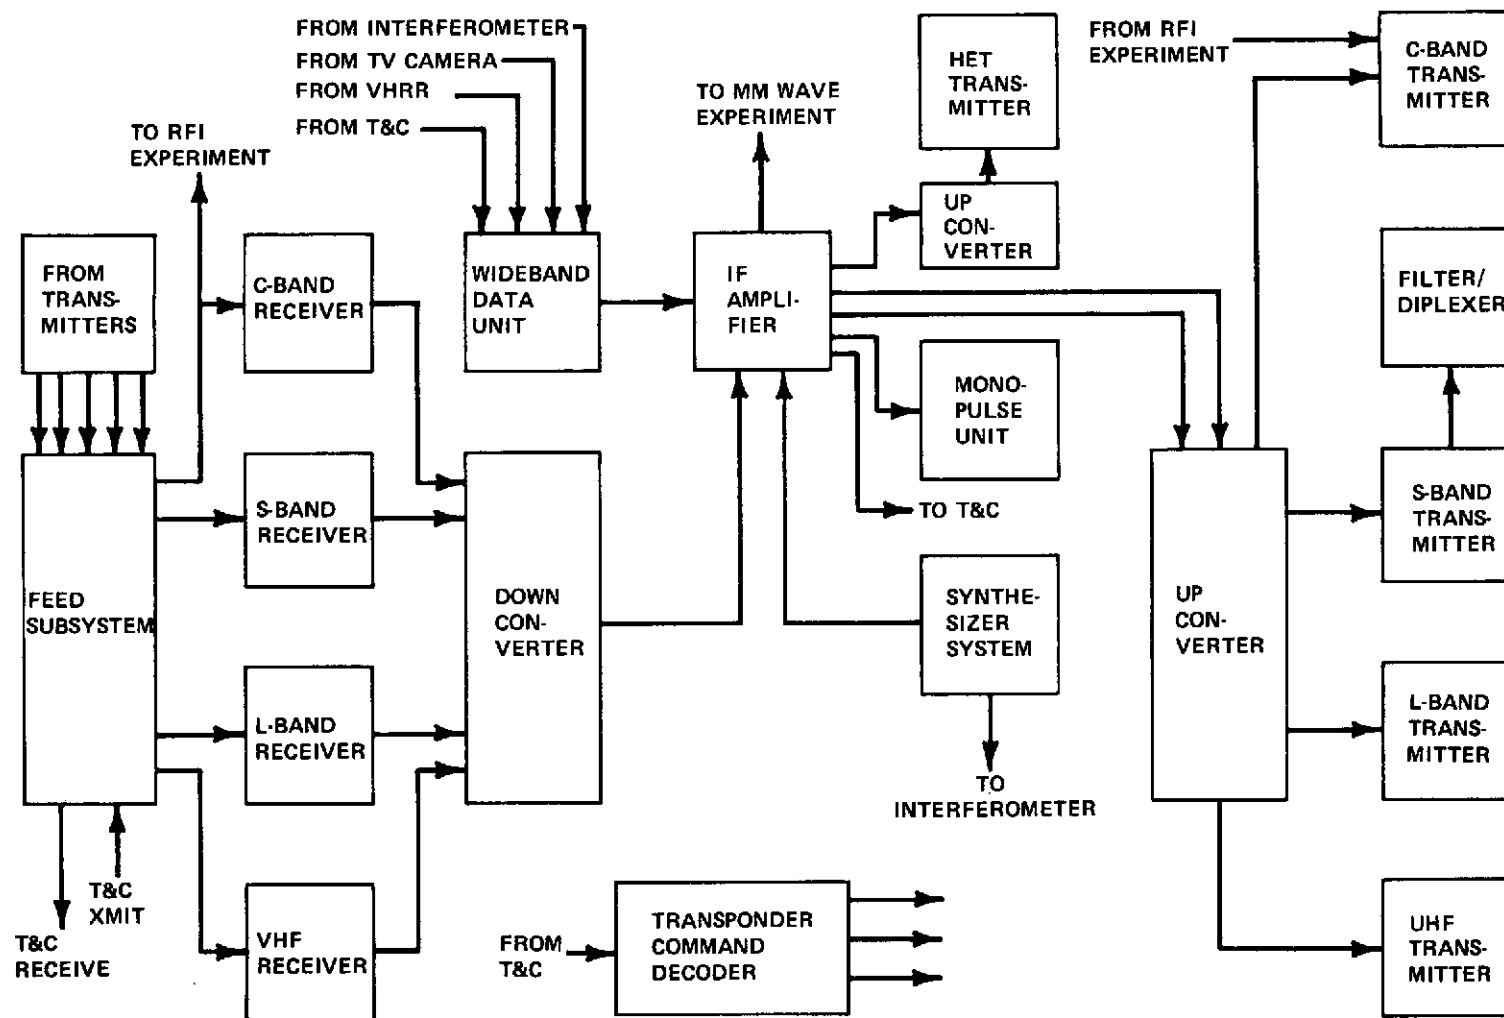 FROM INTERFEROMETER
FROM TV CAMERA
FROM VHRR
FROM T&C
TO RFI
EXPERIMENT
TO MM WAVE
EXPERIMENT
HET
TRANS-
MITTER
FROM RFI
EXPERIMENT
C-BAND
TRANS-
MITTER
FROM
TRANS-
MITTERS
C-BAND
RECEIVER
WIDEBAND
DATA
UNIT
IF
AMPLI-
FIER
UP
CON-
VERTER
FILTER/
DIPLEXER
MONO-
PULSE
UNIT
S-BAND
RECEIVER
TO T&C
S-BAND
TRANS-
MITTER
FEED
SUBSYSTEM
DOWN
CON-
VERTER
SYNTHE-
SIZER
SYSTEM
UP
CON-
VERTER
L-BAND
RECEIVER
L-BAND
TRANS-
MITTER
TO
INTERFEROMETER
T&C
XMIT
T&C
RECEIVE
VHF
RECEIVER
FROM
T&C
TRANSPONDER
COMMAND
DECODER
UHF
TRANS-
MITTER